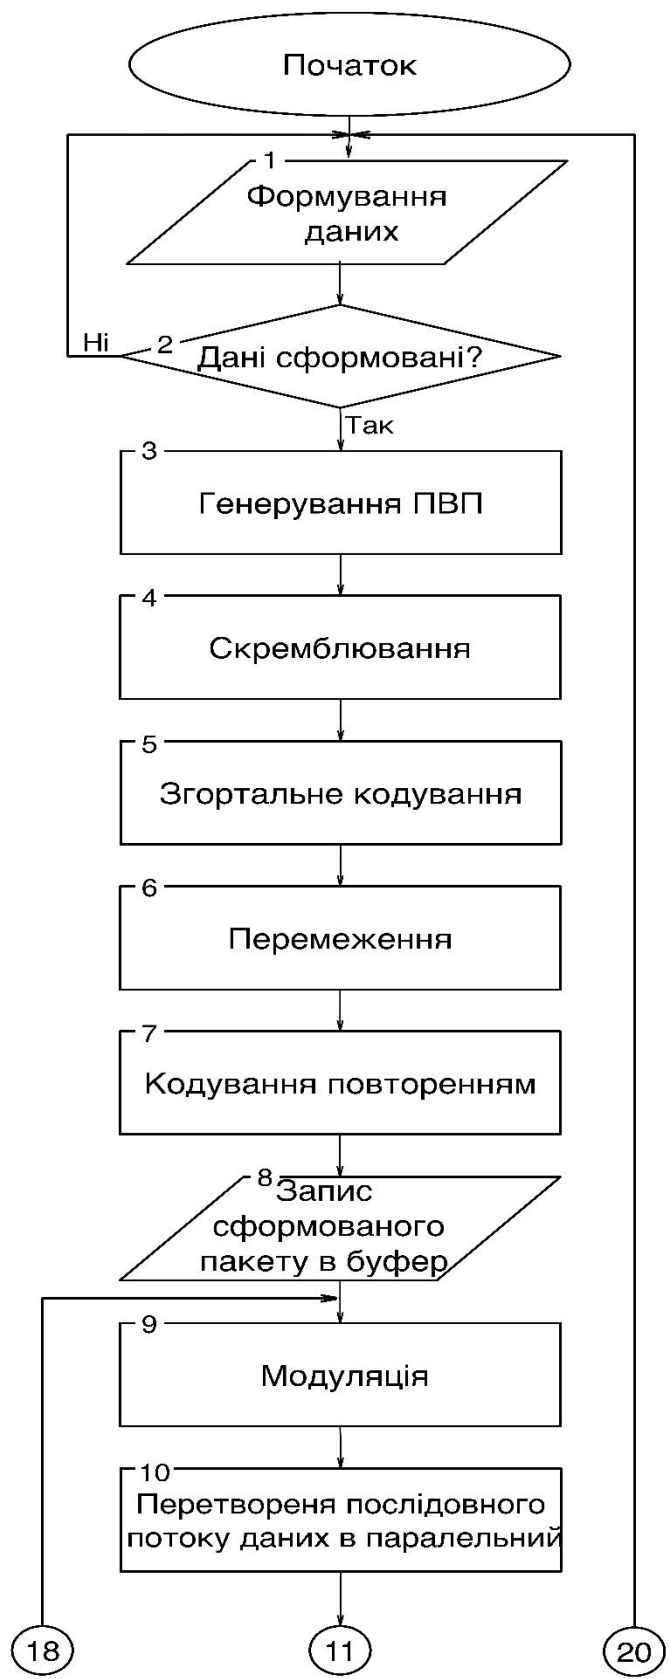 Початок
1
Формування
даних
Ні
2
Дані сформовані?
Так
3
Генерування ПВП
4
Скремблювання
5
Згортальне кодування
6
Перемеження
7
Кодування повторенням
8
Запис
сформованого
пакету в буфер
9
Модуляція
10
Перетвореня послідовного
потоку даних в паралельний
18
11
20